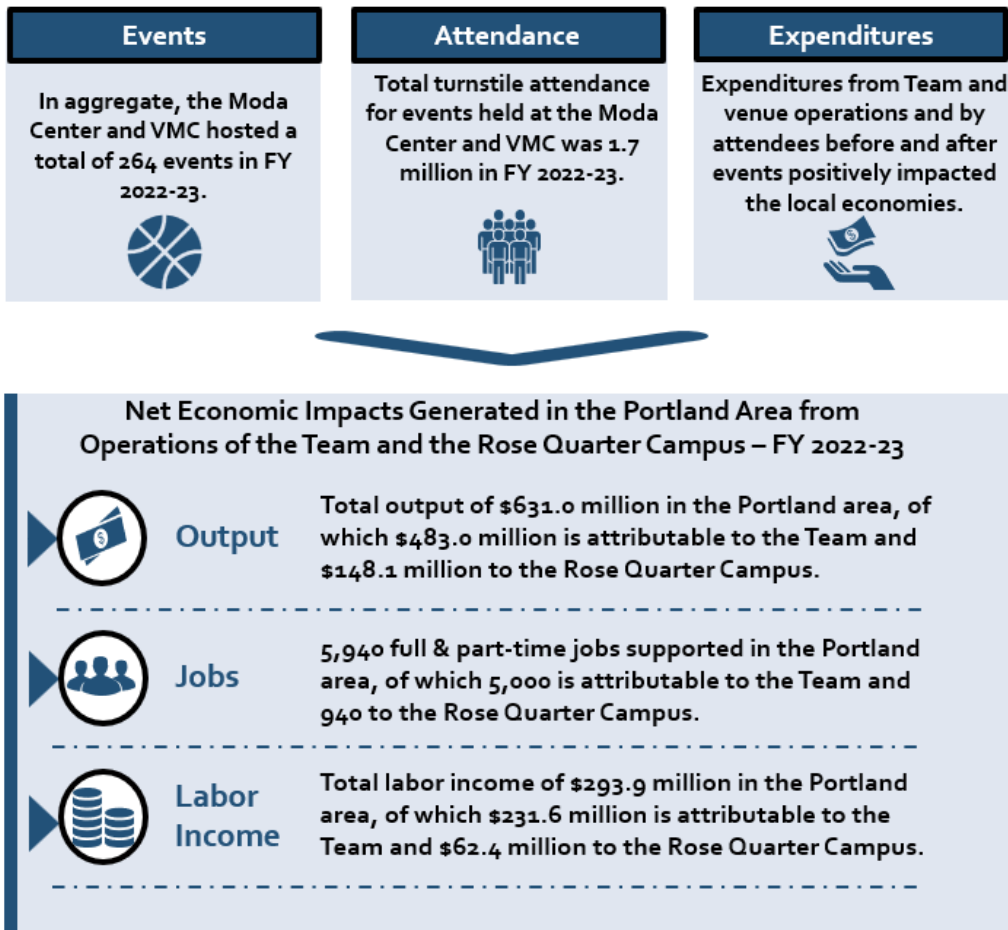 Events
In aggregate, the Moda
Center and VMC hosted a
total of 264 events in FY
2022-23.
Attendance
Total turnstile attendance
for events held at the Moda
Center and VMC was 1.7
million in FY 2022-23.
Expenditures
Expenditures from Team and
venue operations and by
attendees before and after
events positively impacted
the local economies.
$
Net Economic Impacts Generated in the Portland Area from
Operations of the Team and the Rose Quarter Campus – FY 2022-23
$
Output
Total output of $631.0 million in the Portland area, of
which $483.0 million is attributable to the Team and
$148.1 million to the Rose Quarter Campus.
Jobs
5,940 full & part-time jobs supported in the Portland
area, of which 5,000 is attributable to the Team and
940 to the Rose Quarter Campus.
Labor
Income
Total labor income of $293.9 million in the Portland
area, of which $231.6 million is attributable to the
Team and $62.4 million to the Rose Quarter Campus.